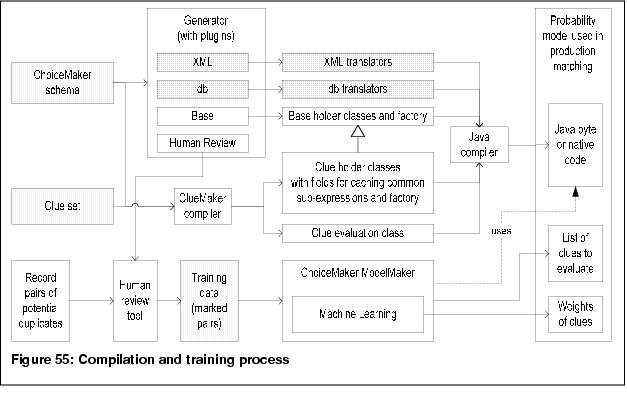 Generator
(with plugins)
XML
db
Base
Human Review
ChoiceMaker
schema
XML translators
db translators
Base holder classes and factory
Java
compiler
Probability
model used in
production
matching
Java byte
or native
code
Clue set
ClueMaker
compiler
Clue holder classes
with fields for caching common
sub-expressions and factory
Clue evaluation class
uses
List of
clues to
evaluate
Weights
of clues
Record
pairs of
potential
duplicates
Human
review
tool
Training
data
(marked
pairs)
ChoiceMaker ModelMaker
Machine Learning
Figure 55: Compilation and training process